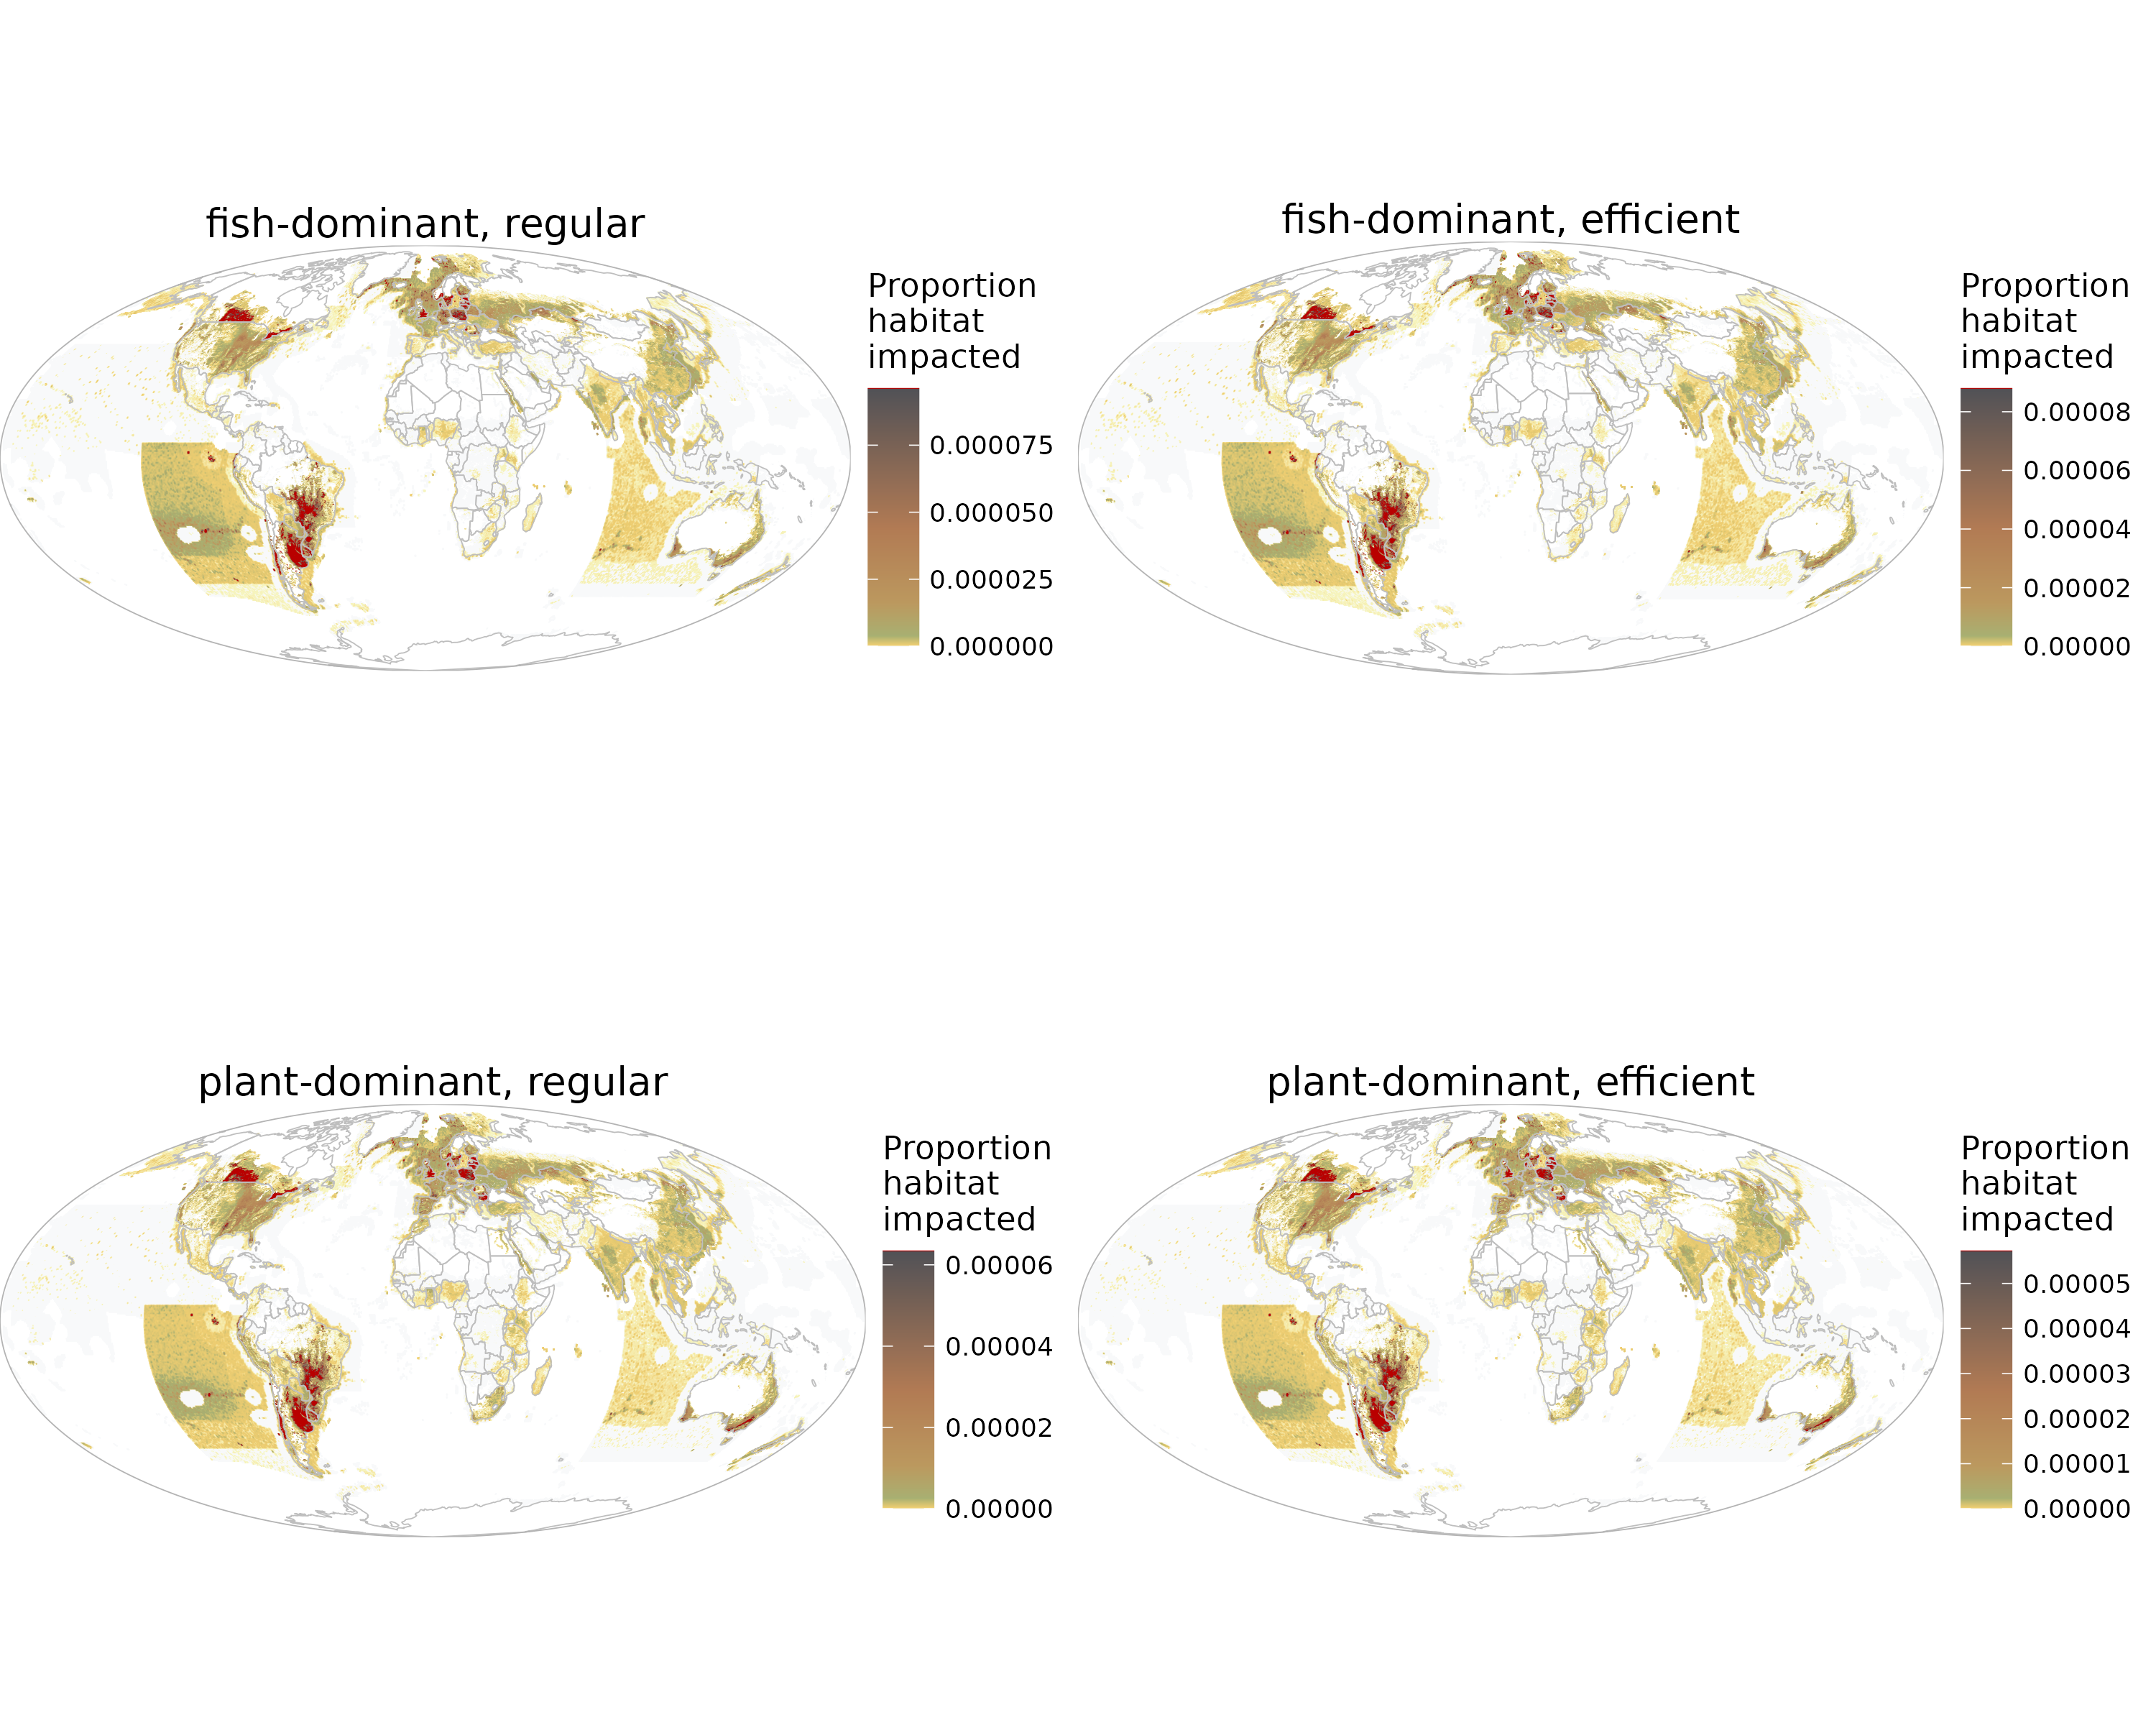 fish-dominant, regular
Proportion
habitat
impacted
0.000075
0.000050
0.000025
0.000000
fish-dominant, efficient
Proportion
habitat
impacted
0.00008
0.00006
0.00004
0.00002
0.00000
plant-dominant, regular
Proportion
habitat
impacted
0.00006
0.00004
0.00002
0.00000
plant-dominant, efficient
Proportion
habitat
impacted
0.00005
0.00004
0.00003
0.00002
0.00001
0.00000